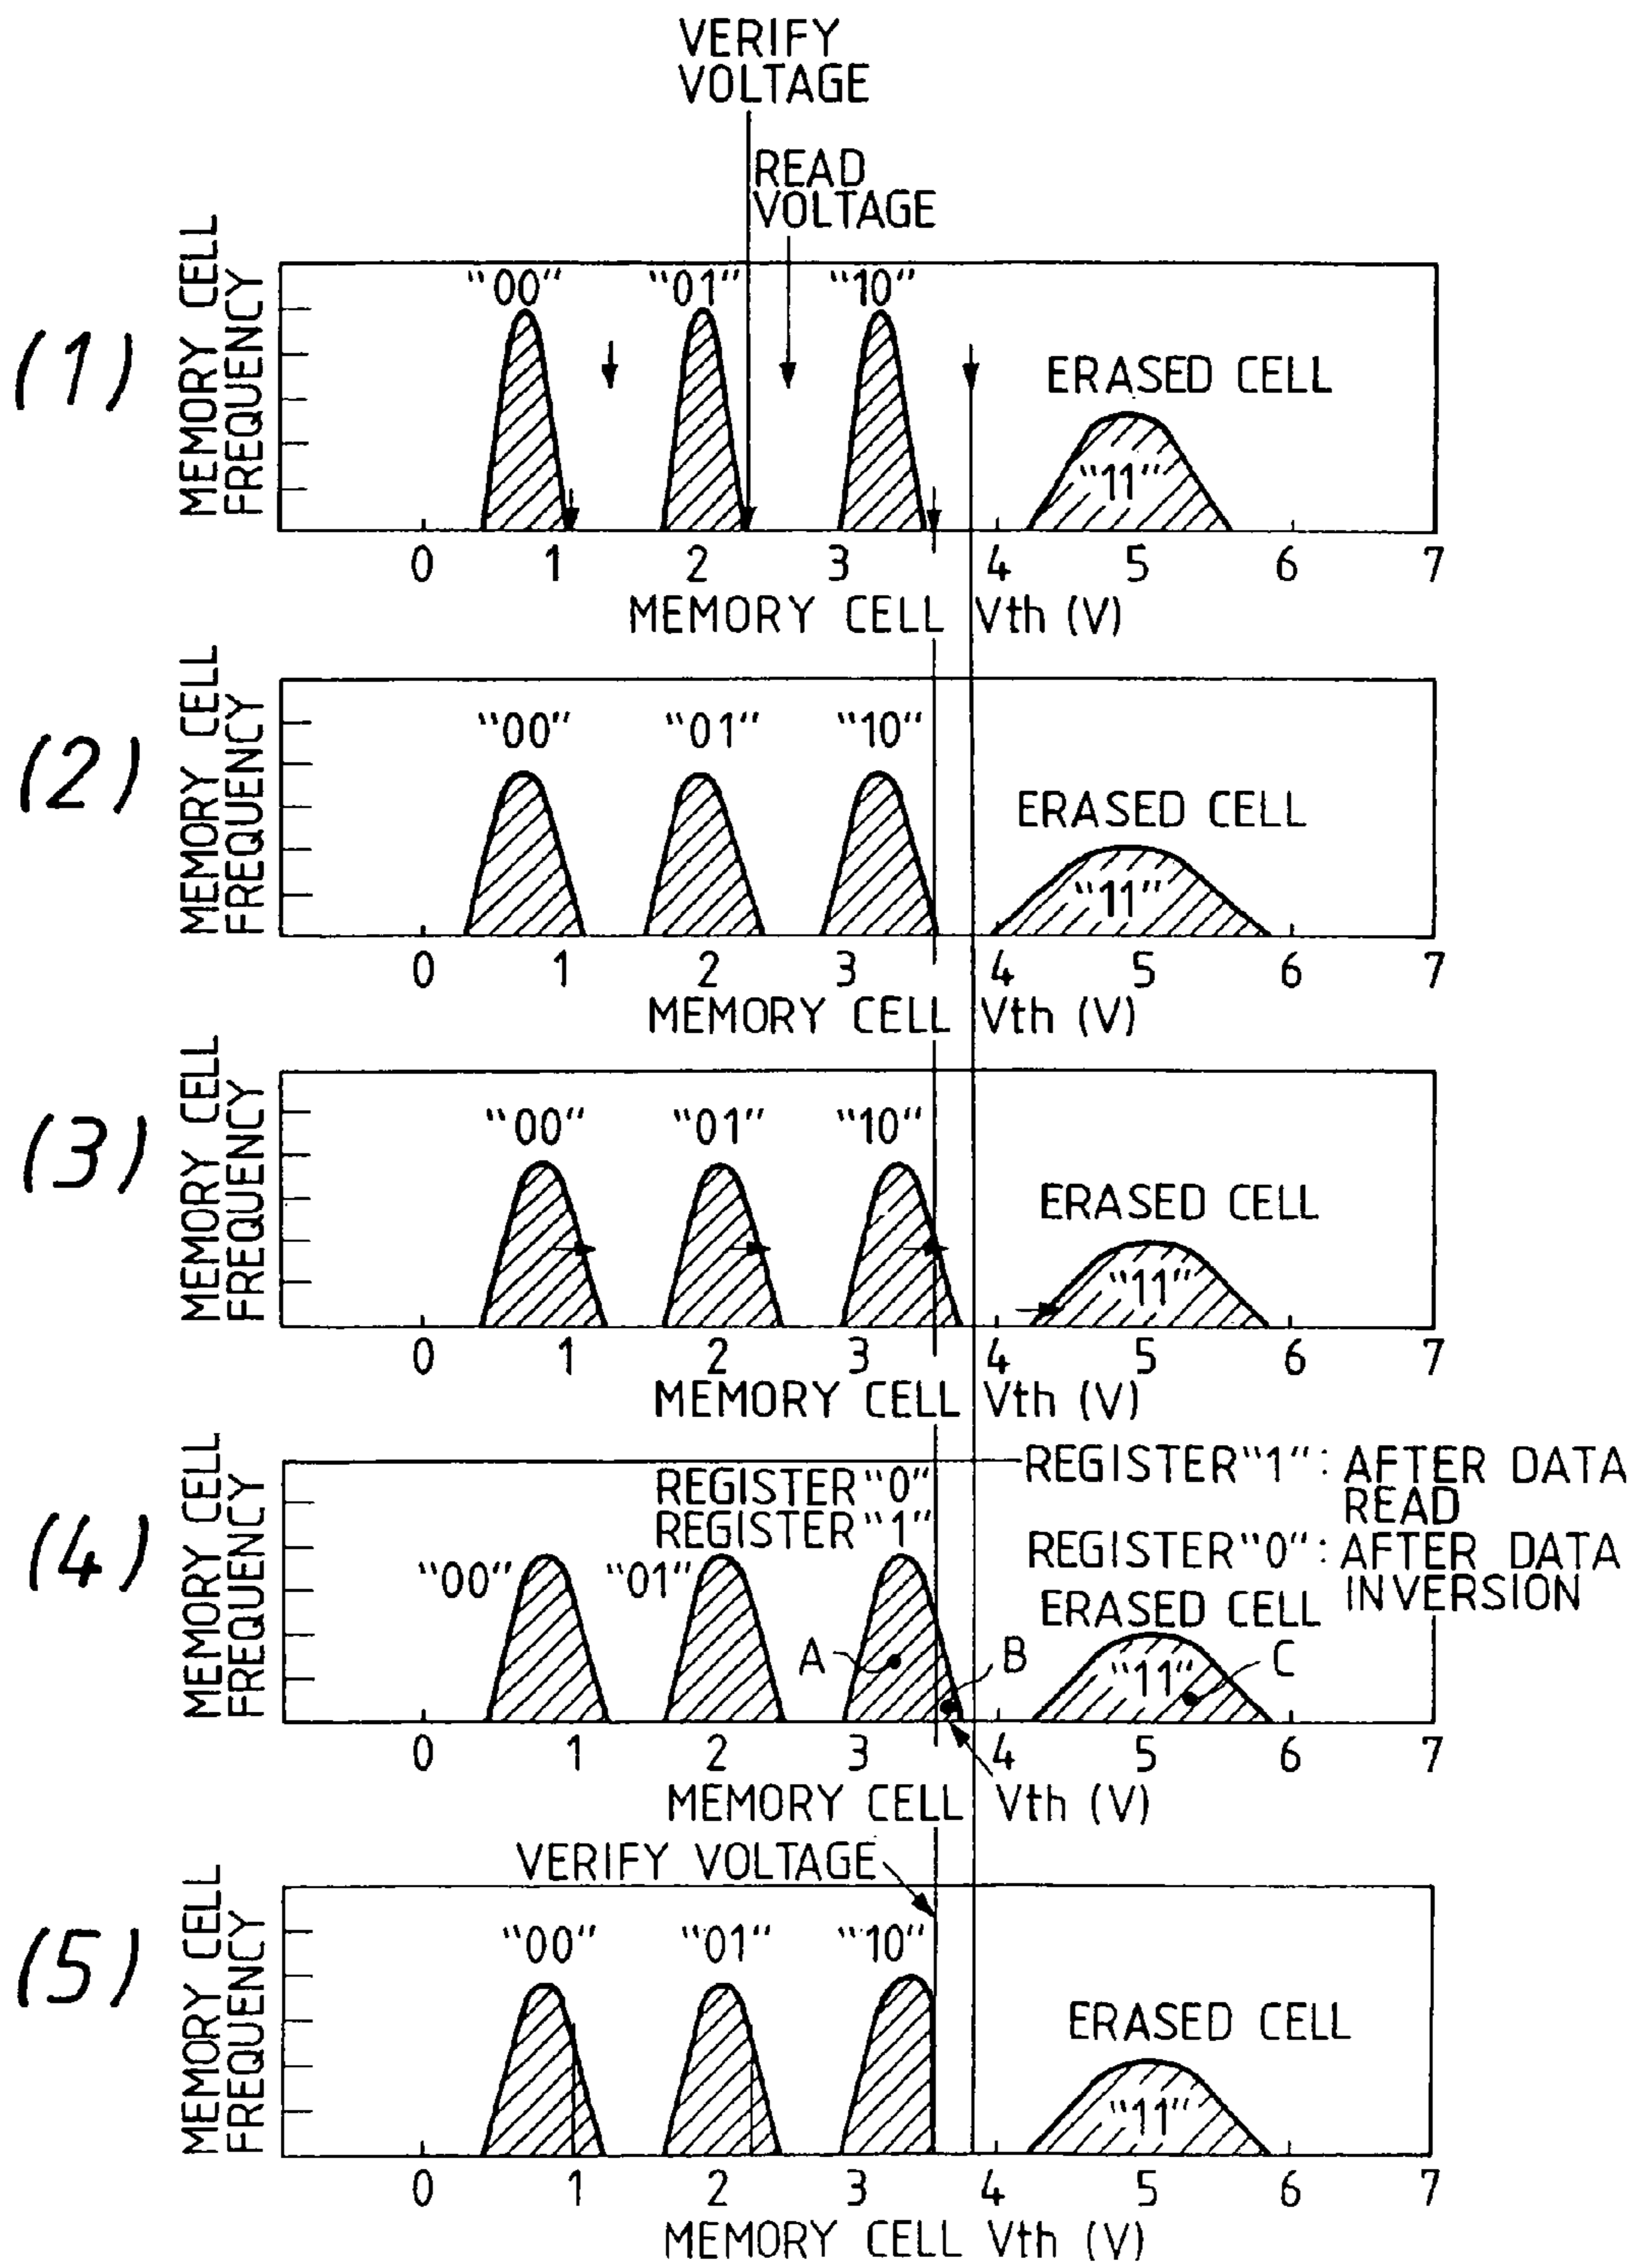 VERIFY
VOLTAGE
READ
VOLTAGE
(1)
MEMORY CELL
FREQUENCY
"00" "01" "10"
ERASED CELL
"11"
0 1 2 3 4 5 6 7
MEMORY CELL Vth (V)
(2)
MEMORY CELL
FREQUENCY
"00" "01" "10"
ERASED CELL
"11"
0 1 2 3 4 5 6 7
MEMORY CELL Vth (V)
(3)
MEMORY CELL
FREQUENCY
"00" "01" "10"
ERASED CELL
"11"
0 1 2 3 4 5 6 7
MEMORY CELL Vth (V)
(4)
MEMORY CELL
FREQUENCY
REGISTER "0"
REGISTER "1"
REGISTER "1" : AFTER DATA
READ
REGISTER "0" : AFTER DATA
INVERSION
"00" "01"
ERASED CELL
A B "11" C
0 1 2 3 4 5 6 7
MEMORY CELL Vth (V)
VERIFY VOLTAGE
(5)
MEMORY CELL
FREQUENCY
"00" "01" "10"
ERASED CELL
"11"
0 1 2 3 4 5 6 7
MEMORY CELL Vth (V)